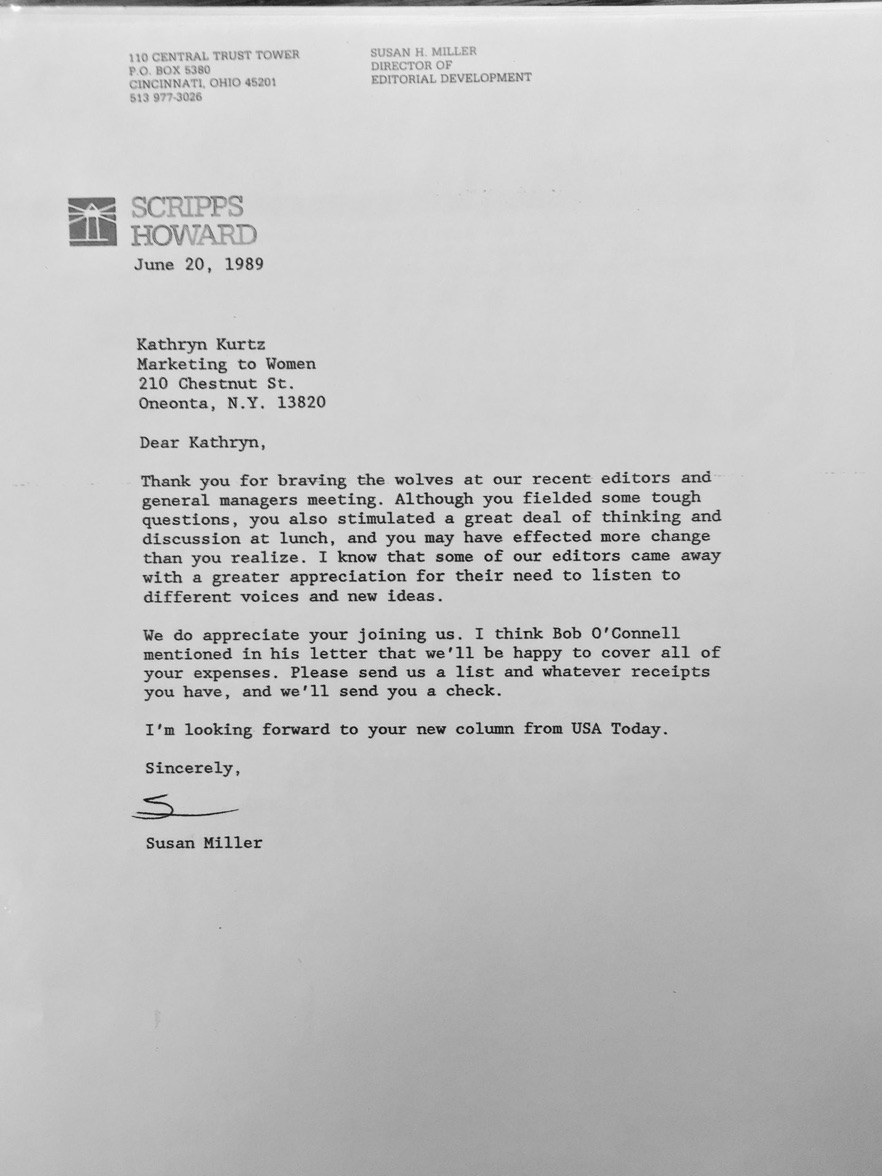 110 CENTRAL TRUST TOWER
P.O. BOX 5380
CINCINNATI, OHIO 45201
513 977-3026
SUSAN H. MILLER
DIRECTOR OF
EDITORIAL DEVELOPMENT
SCRIPPS
HOWARD
June 20, 1989
Kathryn Kurtz
Marketing to Women
210 Chestnut St.
Oneonta, N.Y. 13820
Dear Kathryn,
Thank you for braving the wolves at our recent editors and
general managers meeting. Although you fielded some tough
questions, you also stimulated a great deal of thinking and
discussion at lunch, and you may have effected more change
than you realize. I know that some of our editors came away
with a greater appreciation for their need to listen to
different voices and new ideas.
We do appreciate your joining us. I think Bob O'Connell
mentioned in his letter that we'll be happy to cover all of
your expenses. Please send us a list and whatever receipts
you have, and we'll send you a check.
I'm looking forward to your new column from USA Today.
Sincerely,
S
Susan Miller